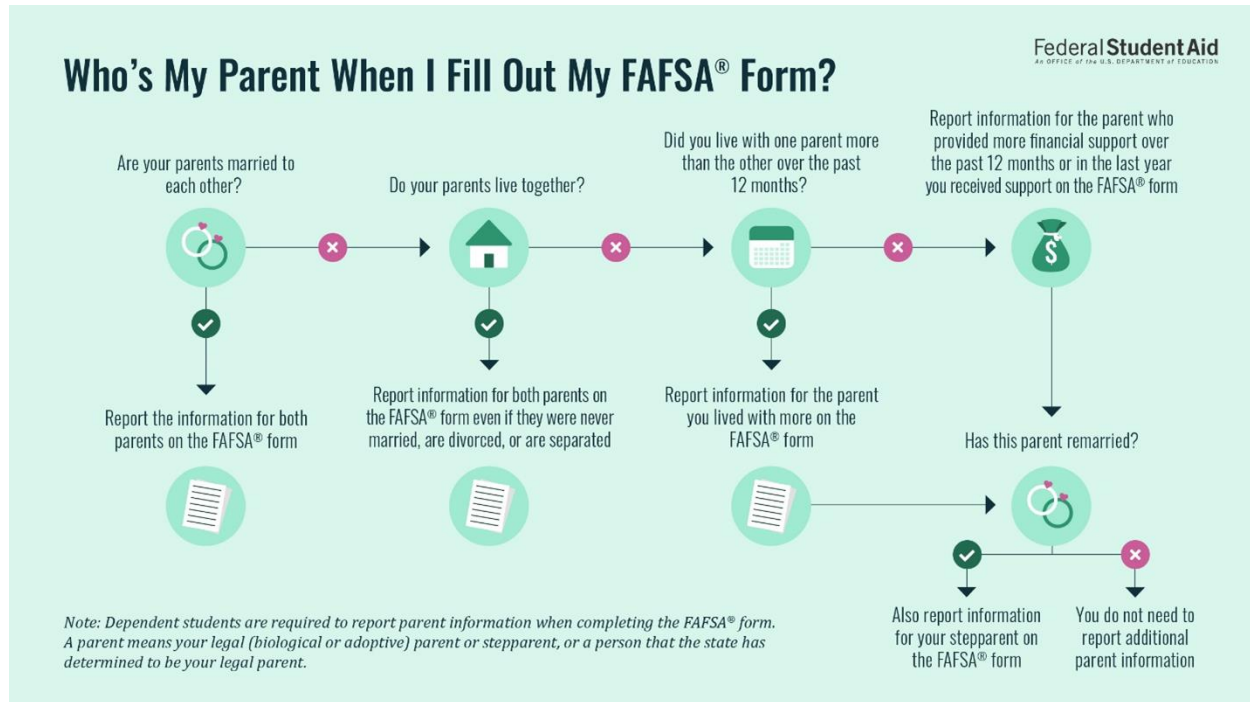 Who's My Parent When I Fill Out My FAFSA® Form?
Federal Student Aid
An OFFICE of the U.S. DEPARTMENT of EDUCATION
Are your parents married to
each other?
Do your parents live together?
Did you live with one parent more
than the other over the past
12 months?
Report information for the parent who
provided more financial support over
the past 12 months or in the last year
you received support on the FAFSA® form
$
Report the information for both
parents on the FAFSA® form
Report information for both parents on
the FAFSA® form even if they were never
married, are divorced, or are separated
Report information for the parent
you lived with more on the
FAFSA® form
Has this parent remarried?
Also report information
for your stepparent on
the FAFSA® form
You do not need to
report additional
parent information
Note: Dependent students are required to report parent information when completing the FAFSA® form.
A parent means your legal (biological or adoptive) parent or stepparent, or a person that the state has
determined to be your legal parent.